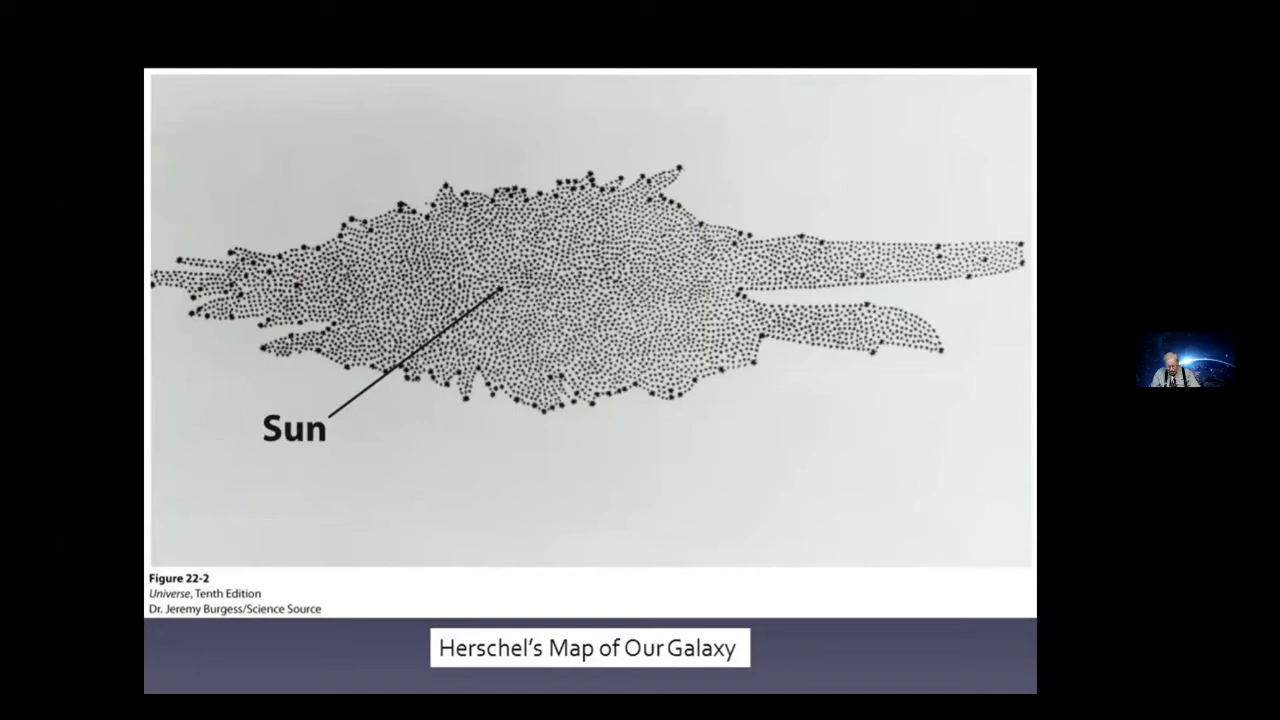 Sun
Figure 22-2
Universe, Tenth Edition
Dr. Jeremy Burgess/Science Source
Herschel's Map of Our Galaxy